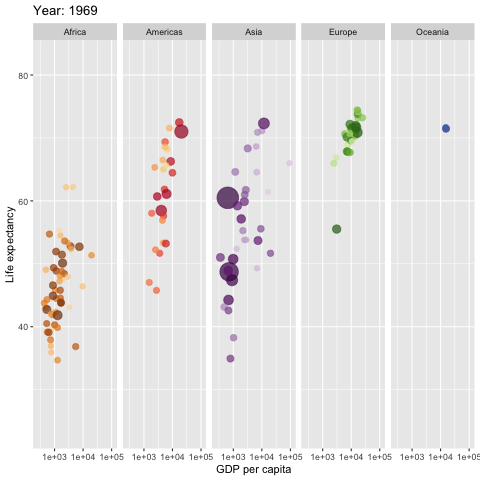 Year: 1969
Africa Americas Asia Europe Oceania
80
60
40
Life expectancy
1e+03 1e+04 1e+05 1e+03 1e+04 1e+05 1e+03 1e+04 1e+05 1e+03 1e+04 1e+05 1e+03 1e+04 1e+05
GDP per capita